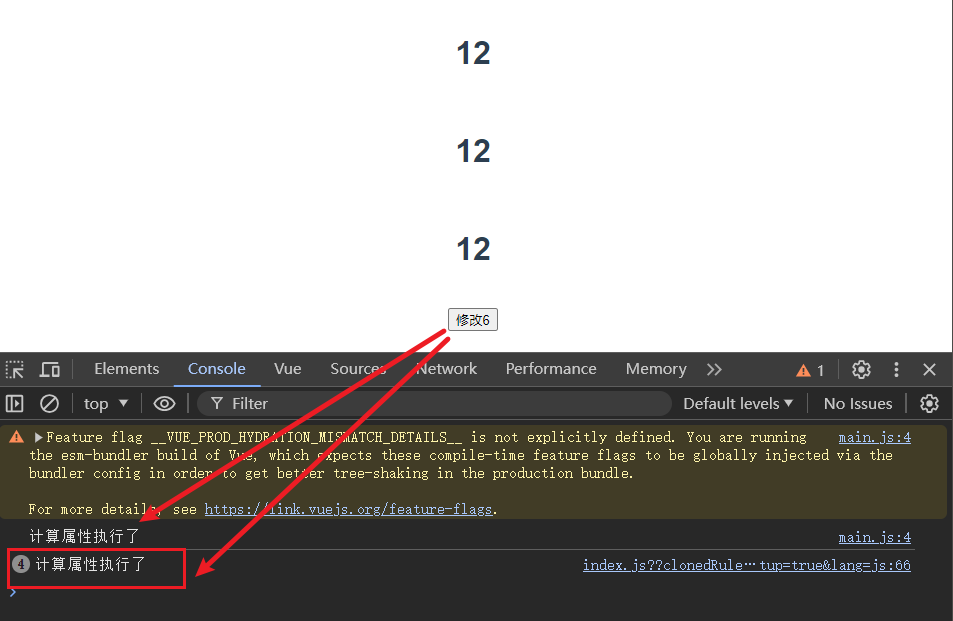 12
12
12
修改6
Elements Console Vue Sources Network Performance Memory 1
top Filter Default levels No Issues
Feature flag __VUE_PROD_HYDRATION_MISMATCH_DETAILS__ is not explicitly defined. You are running main.js:4
the esm-bundler build of Vue, which expects these compile-time feature flags to be globally injected via the
bundler config in order to get better tree-shaking in the production bundle.
For more details, see https://link.vuejs.org/feature-flags.
计算属性执行了 main.js:4
4 计算属性执行了 index.js??clonedRule…tup=true&lang=js:66